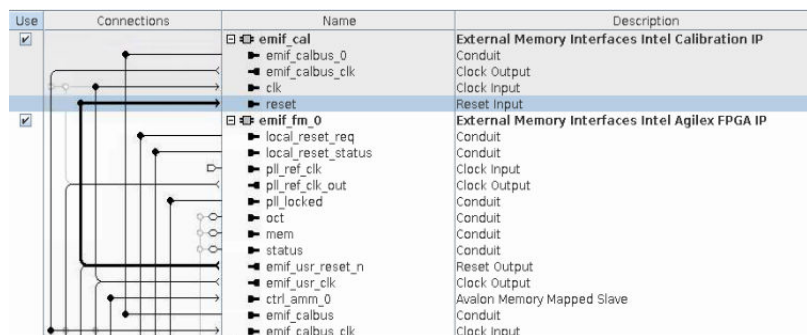 Use Connections Name Description
emif_cal External Memory Interfaces Intel Calibration IP
emif_calbus_0 Conduit
emif_calbus_clk Clock Output
clk Clock Input
reset Reset Input
emif_fm_0 External Memory Interfaces Intel Agilex FPGA IP
local_reset_req Conduit
local_reset_status Conduit
pll_ref_clk Clock Input
pll_ref_clk_out Clock Output
pll_locked Conduit
oct Conduit
mem Conduit
status Conduit
emif_usr_reset_n Reset Output
emif_usr_clk Clock Output
ctrl_amm_0 Avalon Memory Mapped Slave
emif_calbus Conduit
emif_calbus_clk Clock Input